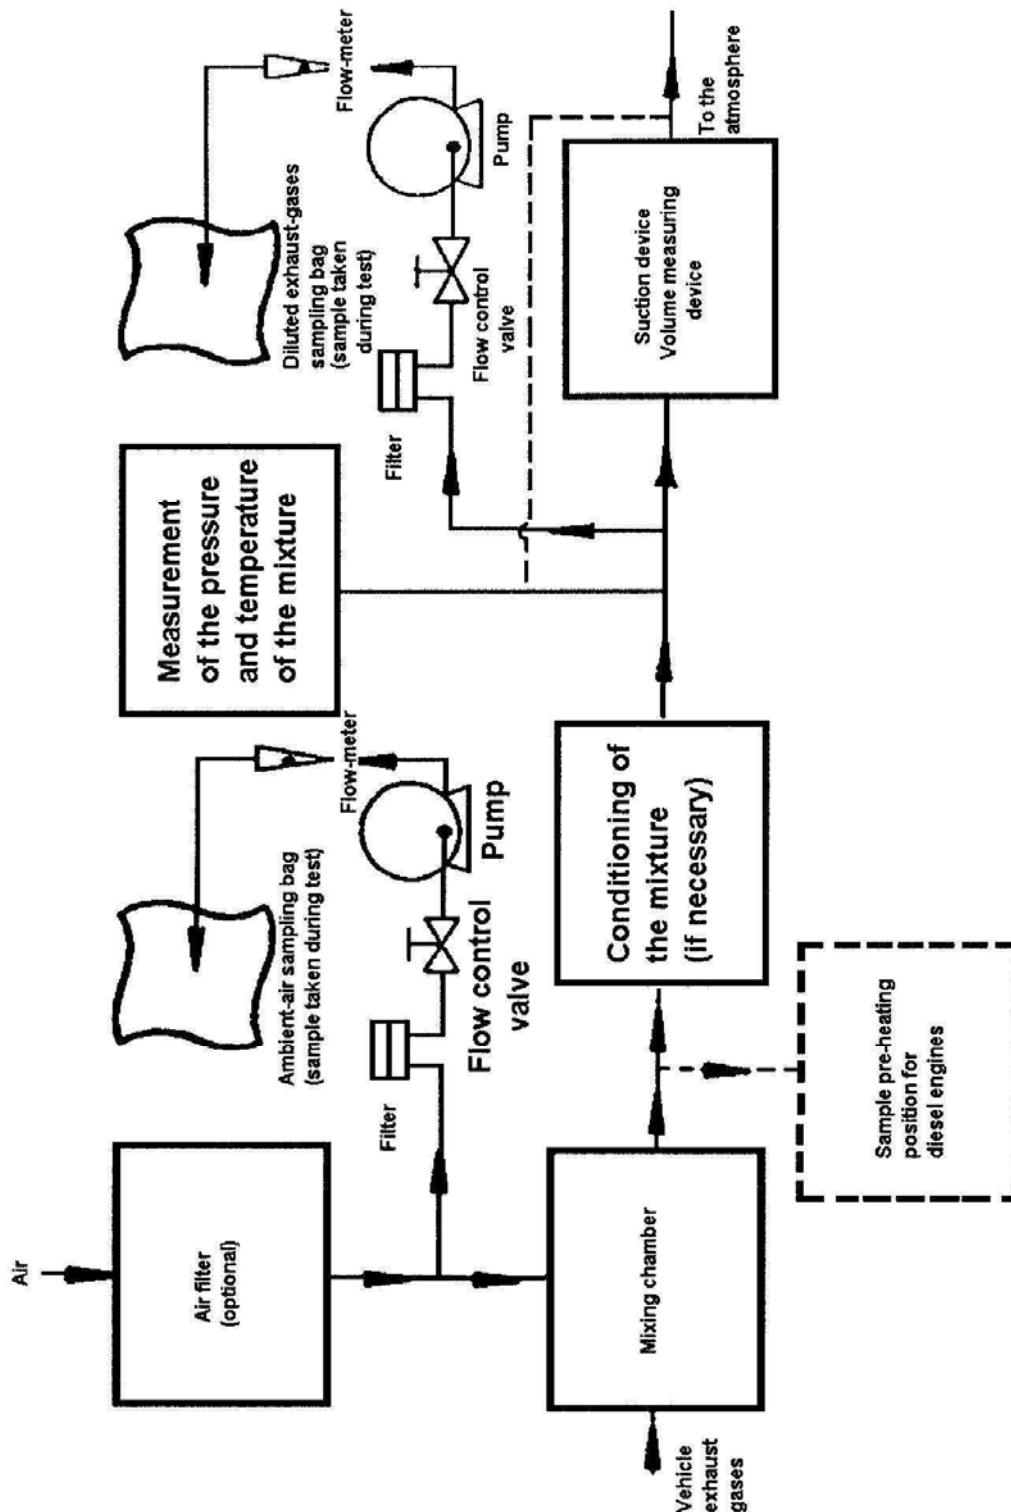 Air
Air filter
(optional)
Ambient-air sampling bag
(sample taken during test)
Filter
Flow control
valve
Pump
Flow-meter
Measurement
of the pressure
and temperature
of the mixture
Diluted exhaust-gases
sampling bag
(sample taken
during test)
Filter
Flow control
valve
Pump
Flow-meter
Vehicle
exhaust
gases
Mixing chamber
Conditioning of
the mixture
(if necessary)
Suction device
Volume measuring
device
To the
atmosphere
Sample pre-heating
position for
diesel engines